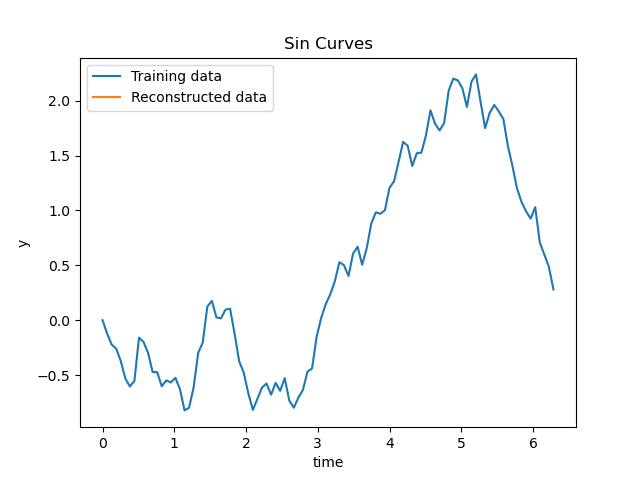 Sin Curves
Training data
Reconstructed data
2.0
1.5
1.0
0.5
0.0
−0.5
y
0 1 2 3 4 5 6
time